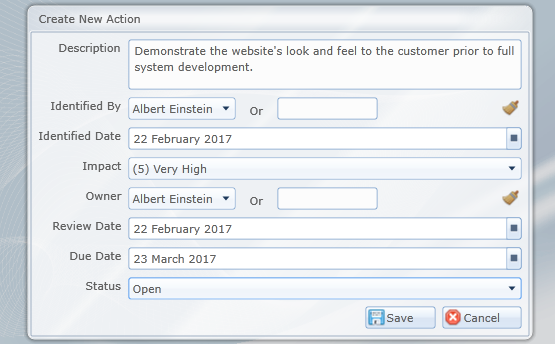 Create New Action
Description
Demonstrate the website's look and feel to the customer prior to full
system development.
Identified By Albert Einstein Or
Identified Date 22 February 2017
Impact (5) Very High
Owner Albert Einstein Or
Review Date 22 February 2017
Due Date 23 March 2017
Status Open
Save Cancel